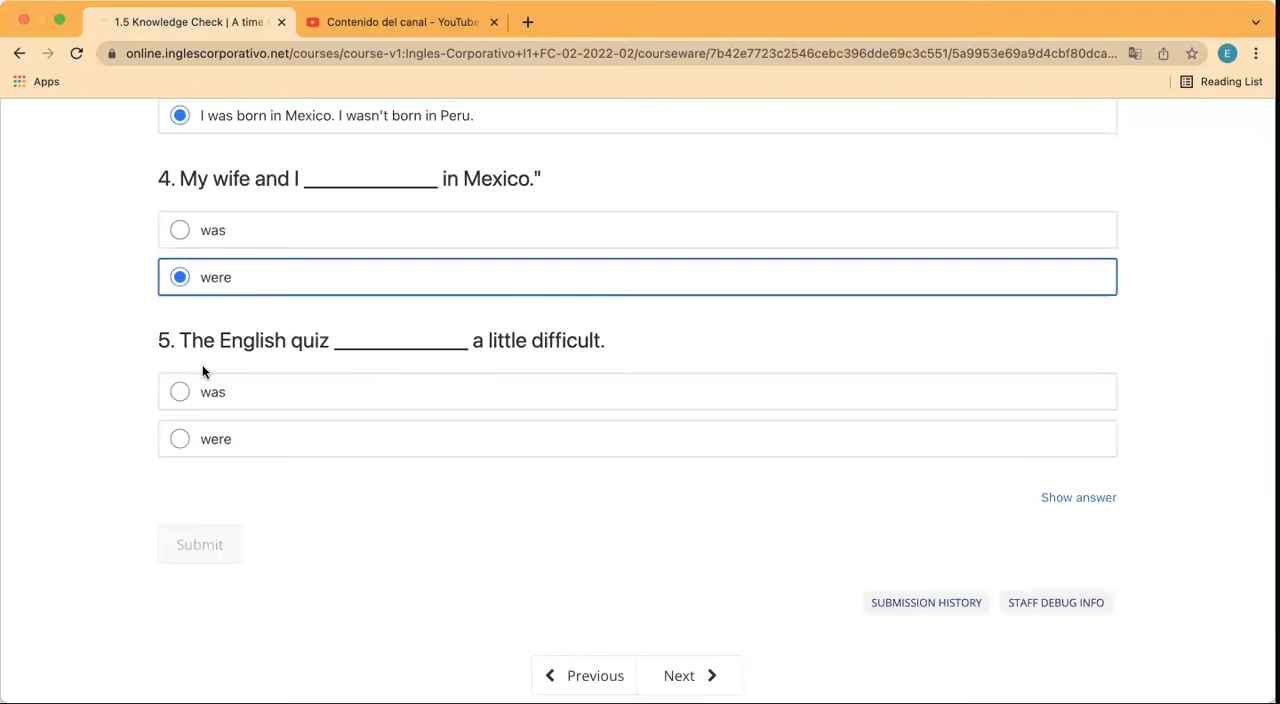 1.5 Knowledge Check | A time
Contenido del canal - YouTube
online.inglescorporativo.net/courses/course-v1:Ingles-Corporativo+I1+FC-02-2022-02/courseware/7b42e7723c2546cebc396dde69c3c551/5a9953e69a9d4cbf80dca...
E
Apps
Reading List
I was born in Mexico. I wasn't born in Peru.
4. My wife and I ____________ in Mexico."
was
were
5. The English quiz ____________ a little difficult.
was
were
Show answer
Submit
SUBMISSION HISTORY
STAFF DEBUG INFO
Previous
Next